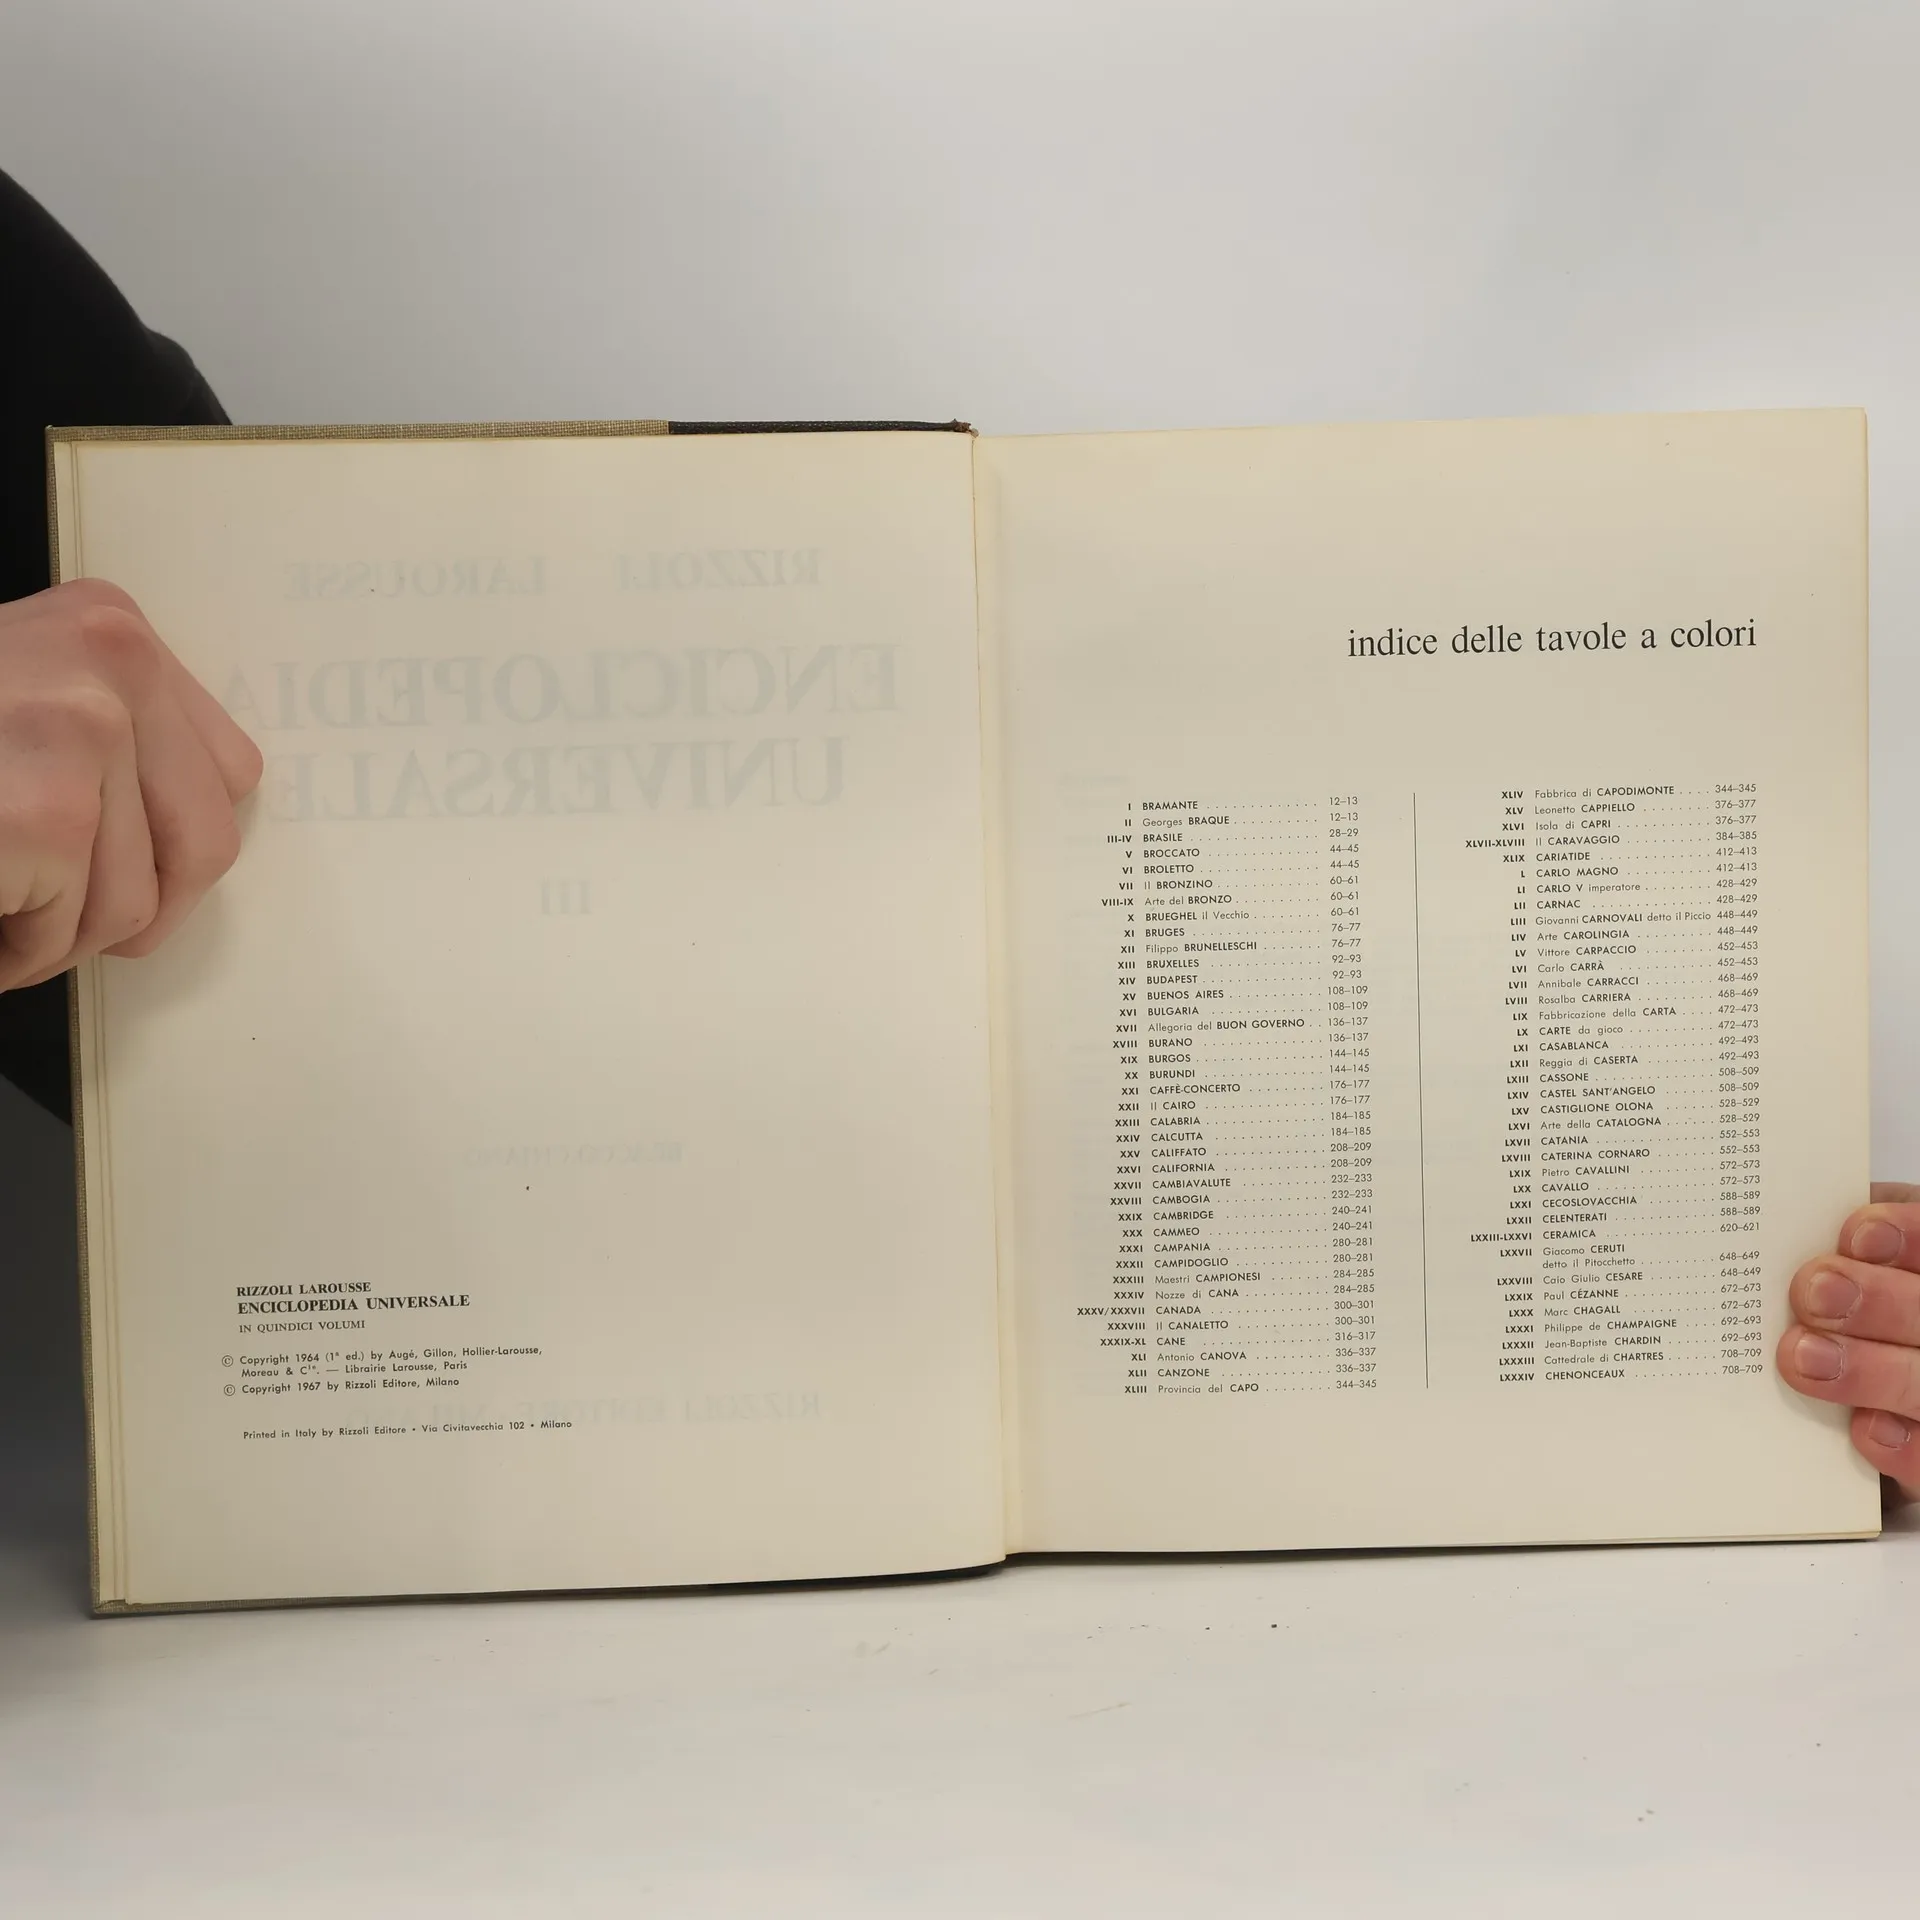 RIZZOLI LAROUSSE
ENCICLOPEDIA
UNIVERSALE
III
RIZZOLI LAROUSSE
ENCICLOPEDIA UNIVERSALE
IN QUINDICI VOLUMI
© Copyright 1964 (1ª ed.) by Augé, Gillon, Hollier-Larousse,
Moreau & Cie. — Librairie Larousse, Paris
© Copyright 1967 by Rizzoli Editore, Milano
Printed in Italy by Rizzoli Editore • Via Civitavecchia 102 • Milano
indice delle tavole a colori
I BRAMANTE . . . . . . . . . . . . . 12–13
II Georges BRAQUE . . . . . . . . . . 12–13
III-IV BRASILE . . . . . . . . . . . . . . . 28–29
V BROCCATO . . . . . . . . . . . . . 44–45
VI BROLETTO . . . . . . . . . . . . . . 44–45
VII Il BRONZINO . . . . . . . . . . . . 60–61
VIII-IX Arte del BRONZO . . . . . . . . . . 60–61
X BRUEGHEL il Vecchio . . . . . . . . 60–61
XI BRUGES . . . . . . . . . . . . . . . 76–77
XII Filippo BRUNELLESCHI . . . . . . . 76–77
XIII BRUXELLES . . . . . . . . . . . . . 92–93
XIV BUDAPEST . . . . . . . . . . . . . . 92–93
XV BUENOS AIRES . . . . . . . . . . . 108–109
XVI BULGARIA . . . . . . . . . . . . . 108–109
XVII Allegoria del BUON GOVERNO . . 136–137
XVIII BURANO . . . . . . . . . . . . . . 136–137
XIX BURGOS . . . . . . . . . . . . . . . 144–145
XX BURUNDI . . . . . . . . . . . . . . 144–145
XXI CAFFÈ-CONCERTO . . . . . . . . . 176–177
XXII Il CAIRO . . . . . . . . . . . . . . 176–177
XXIII CALABRIA . . . . . . . . . . . . . . 184–185
XXIV CALCUTTA . . . . . . . . . . . . . 184–185
XXV CALIFFATO . . . . . . . . . . . . . 208–209
XXVI CALIFORNIA . . . . . . . . . . . . 208–209
XXVII CAMBIAVALUTE . . . . . . . . . . 232–233
XXVIII CAMBOGIA . . . . . . . . . . . . . 232–233
XXIX CAMBRIDGE . . . . . . . . . . . . 240–241
XXX CAMMEO . . . . . . . . . . . . . . 240–241
XXXI CAMPANIA . . . . . . . . . . . . . 280–281
XXXII CAMPIDOGLIO . . . . . . . . . . . 280–281
XXXIII Maestri CAMPIONESI . . . . . . . 284–285
XXXIV Nozze di CANA . . . . . . . . . . 284–285
XXXV/XXXVII CANADA . . . . . . . . . . . . . . 300–301
XXXVIII Il CANALETTO . . . . . . . . . . . 300–301
XXXIX-XL CANE . . . . . . . . . . . . . . . 316–317
XLI Antonio CANOVA . . . . . . . . . 336–337
XLII CANZONE . . . . . . . . . . . . . 336–337
XLIII Provincia del CAPO . . . . . . . . 344–345
XLIV Fabbrica di CAPODIMONTE . . . . 344–345
XLV Leonetto CAPPIELLO . . . . . . . . 376–377
XLVI Isola di CAPRI . . . . . . . . . . . 376–377
XLVII-XLVIII Il CARAVAGGIO . . . . . . . . . . 384–385
XLIX CARIATIDE . . . . . . . . . . . . . 412–413
L CARLO MAGNO . . . . . . . . . . 412–413
LI CARLO V imperatore . . . . . . . . 428–429
LII CARNAC . . . . . . . . . . . . . . 428–429
LIII Giovanni CARNOVALI detto il Piccio 448–449
LIV Arte CAROLINGIA . . . . . . . . . 448–449
LV Vittore CARPACCIO . . . . . . . . 452–453
LVI Carlo CARRÀ . . . . . . . . . . . 452–453
LVII Annibale CARRACCI . . . . . . . . 468–469
LVIII Rosalba CARRIERA . . . . . . . . . 468–469
LIX Fabbricazione della CARTA . . . . 472–473
LX CARTE da gioco . . . . . . . . . . 472–473
LXI CASABLANCA . . . . . . . . . . . 492–493
LXII Reggia di CASERTA . . . . . . . . 492–493
LXIII CASSONE . . . . . . . . . . . . . . 508–509
LXIV CASTEL SANT'ANGELO . . . . . . 508–509
LXV CASTIGLIONE OLONA . . . . . . 528–529
LXVI Arte della CATALOGNA . . . . . . 528–529
LXVII CATANIA . . . . . . . . . . . . . . 552–553
LXVIII CATERINA CORNARO . . . . . . . 552–553
LXIX Pietro CAVALLINI . . . . . . . . . 572–573
LXX CAVALLO . . . . . . . . . . . . . . 572–573
LXXI CECOSLOVACCHIA . . . . . . . . 588–589
LXXII CELENTERATI . . . . . . . . . . . . 588–589
LXXIII-LXXVI CERAMICA . . . . . . . . . . . . . 620–621
LXXVII Giacomo CERUTI
detto il Pitocchetto . . . . . . . . . 648–649
LXXVIII Caio Giulio CESARE . . . . . . . . 648–649
LXXIX Paul CÉZANNE . . . . . . . . . . . 672–673
LXXX Marc CHAGALL . . . . . . . . . . 672–673
LXXXI Philippe de CHAMPAIGNE . . . . 692–693
LXXXII Jean-Baptiste CHARDIN . . . . . . 692–693
LXXXIII Cattedrale di CHARTRES . . . . . . 708–709
LXXXIV CHENONCEAUX . . . . . . . . . . 708–709